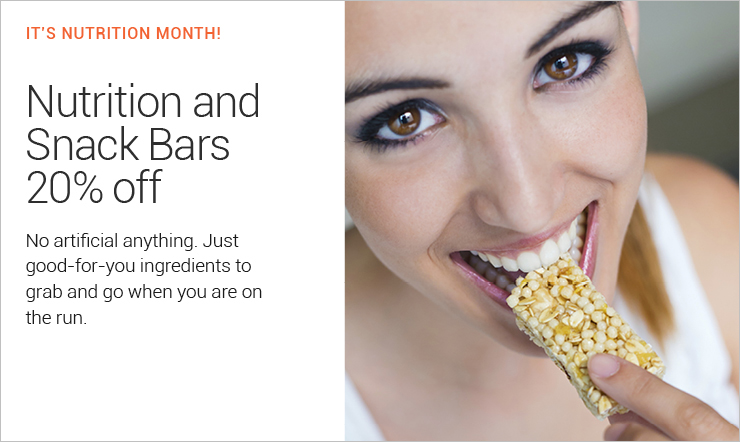 IT'S NUTRITION MONTH!
Nutrition and
Snack Bars
20% off
No artificial anything. Just
good-for-you ingredients to
grab and go when you are on
the run.